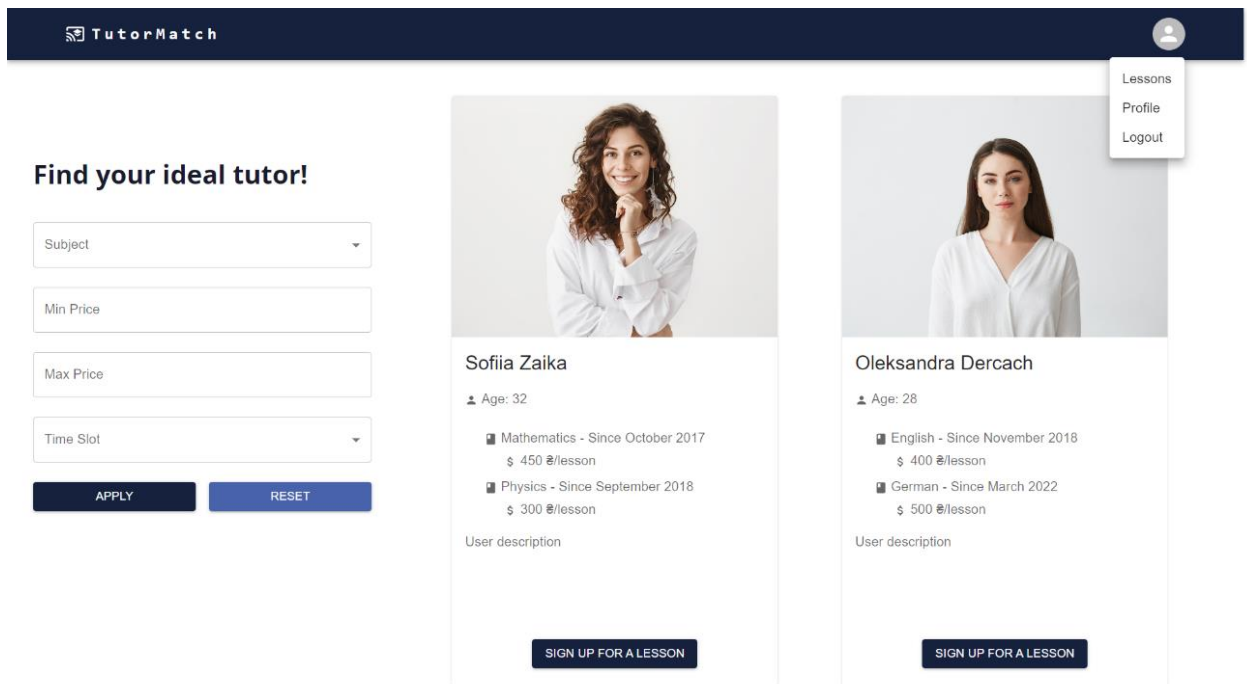 TutorMatch
Lessons
Profile
Logout
Find your ideal tutor!
Subject
Min Price
Max Price
Time Slot
APPLY
RESET
Sofiia Zaika
Age: 32
Mathematics - Since October 2017
$ 450 ₴/lesson
Physics - Since September 2018
$ 300 ₴/lesson
User description
SIGN UP FOR A LESSON
Oleksandra Dercach
Age: 28
English - Since November 2018
$ 400 ₴/lesson
German - Since March 2022
$ 500 ₴/lesson
User description
SIGN UP FOR A LESSON